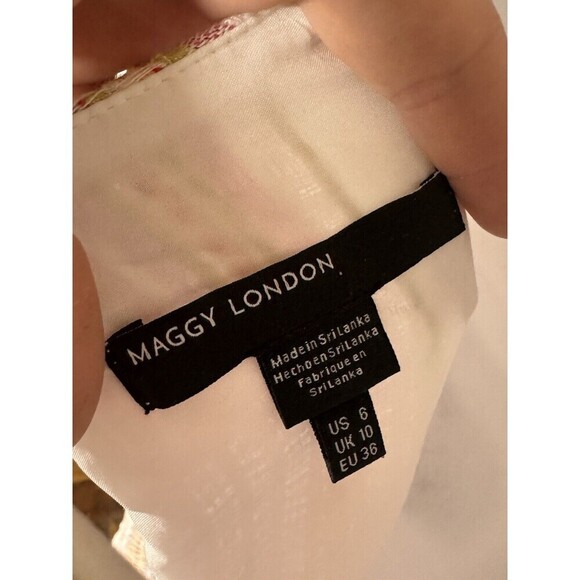 MAGGY LONDON
Made in Sri Lanka
Hecho en Sri Lanka
Fabrique en
Sri Lanka
US 6
UK 10
EU 36